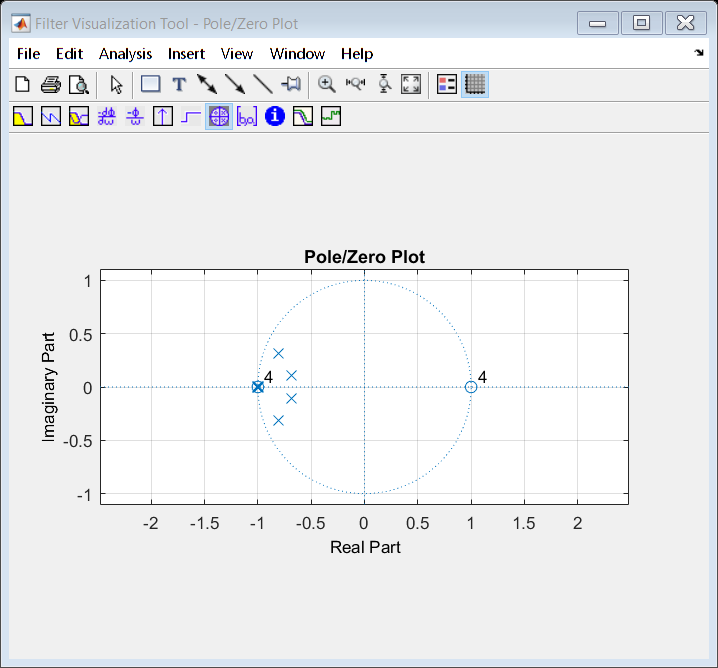 Filter Visualization Tool - Pole/Zero Plot
File Edit Analysis Insert View Window Help
Pole/Zero Plot
Imaginary Part
1
0.5
0
-0.5
-1
4
4
-2 -1.5 -1 -0.5 0 0.5 1 1.5 2
Real Part